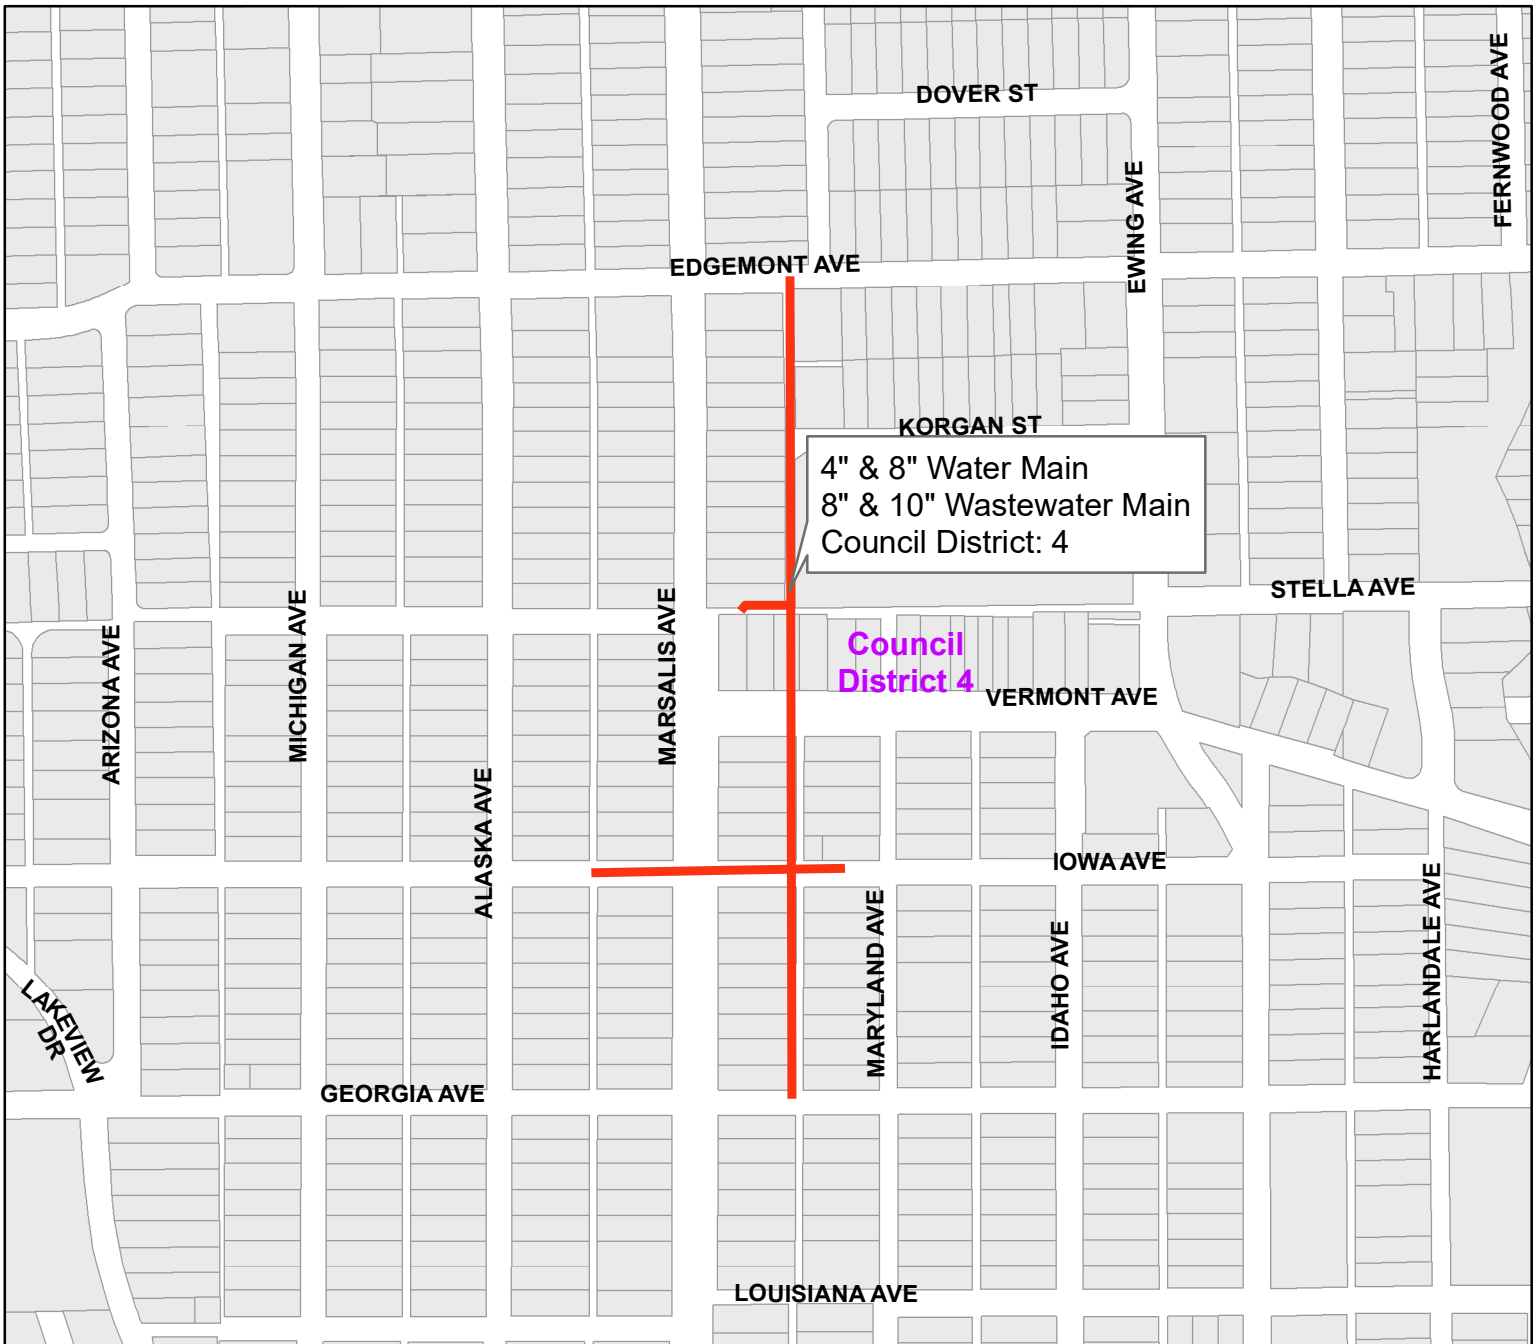 DOVER ST
FERNWOOD AVE
EWING AVE
EDGEMONT AVE
KORGAN ST
4" & 8" Water Main
8" & 10" Wastewater Main
Council District: 4
STELLA AVE
MARSALIS AVE
MICHIGAN AVE
ARIZONA AVE
Council
District 4
VERMONT AVE
ALASKA AVE
IOWA AVE
MARYLAND AVE
IDAHO AVE
HARLANDALE AVE
LAKEVIEW
DR
GEORGIA AVE
LOUISIANA AVE